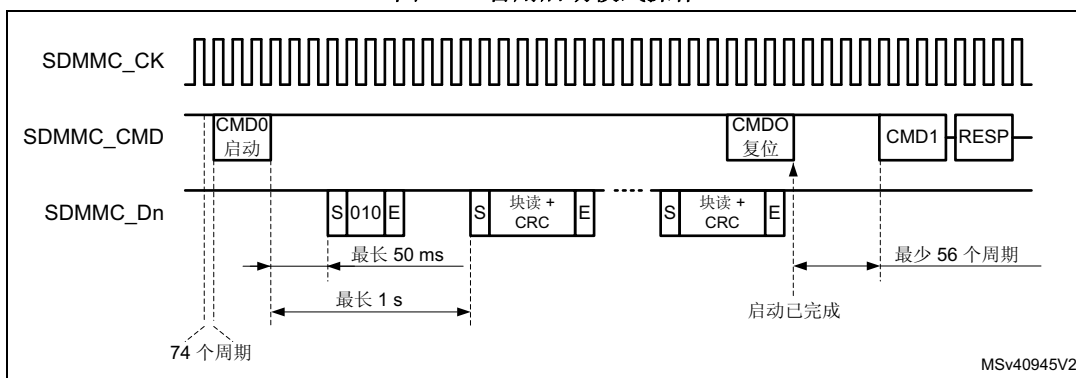 SDMMC_CK
SDMMC_CMD
CMD0
启动
CMDO
复位
CMD1
RESP
SDMMC_Dn
S
010
E
S
块读 +
CRC
E
S
块读 +
CRC
E
最长 50 ms
最少 56 个周期
最长 1 s
启动已完成
74 个周期
MSv40945V2